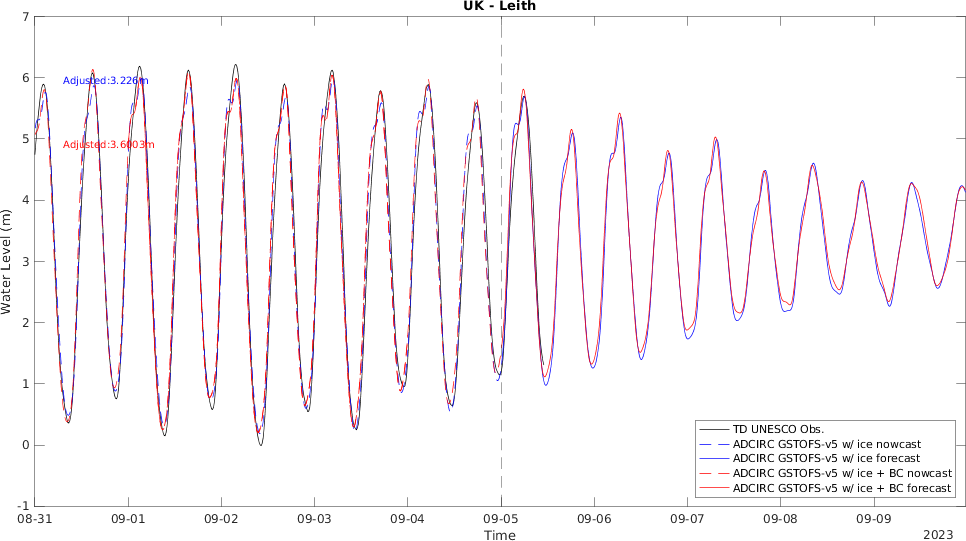 UK - Leith
7
6
5
4
3
2
1
0
-1
Water Level (m)
Adjusted:3.226m
Adjusted:3.6003m
TD UNESCO Obs.
ADCIRC GSTOFS-v5 w/ ice nowcast
ADCIRC GSTOFS-v5 w/ ice forecast
ADCIRC GSTOFS-v5 w/ ice + BC nowcast
ADCIRC GSTOFS-v5 w/ ice + BC forecast
08-31 09-01 09-02 09-03 09-04 09-05 09-06 09-07 09-08 09-09
Time
2023